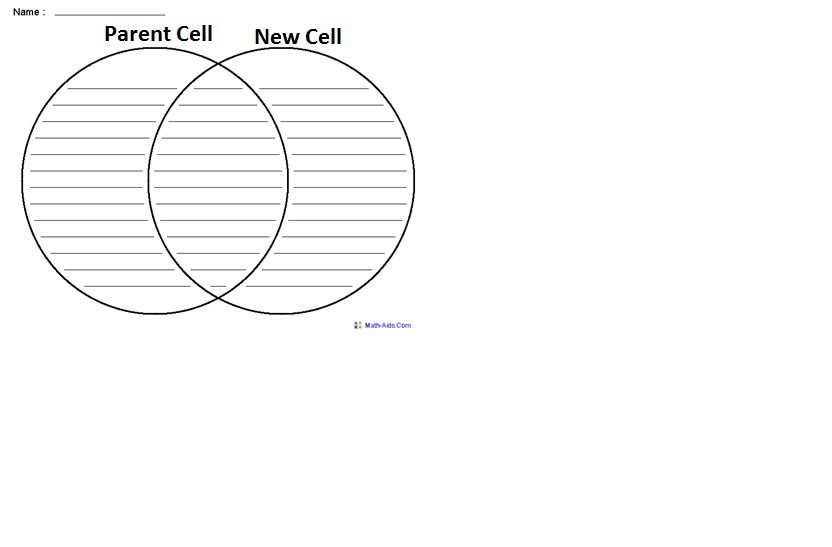 Name :
Parent Cell
New Cell
Math-Aids.Com